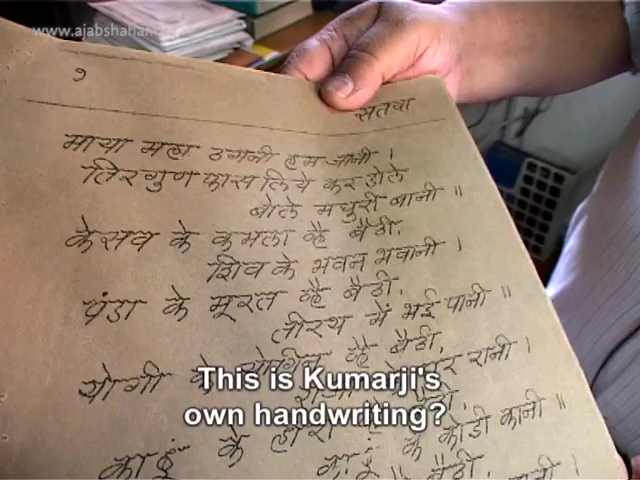 www.ajabshahar
१
सतवा
माया महा ठगनी हम जानी ।
तिरगुण फास लिये कर डोले
बोले मधुरी बानी ॥
केसव के कमला व्है बैठी,
शिव के भवन भवानी ।
पंडा के मूरत व्है बैठी,
तीरथ में भई पानी ॥
योगी के योगिन व्है बैठी,
रानी ।
This is Kumarji's
own handwriting?
के कोडी कानी ॥